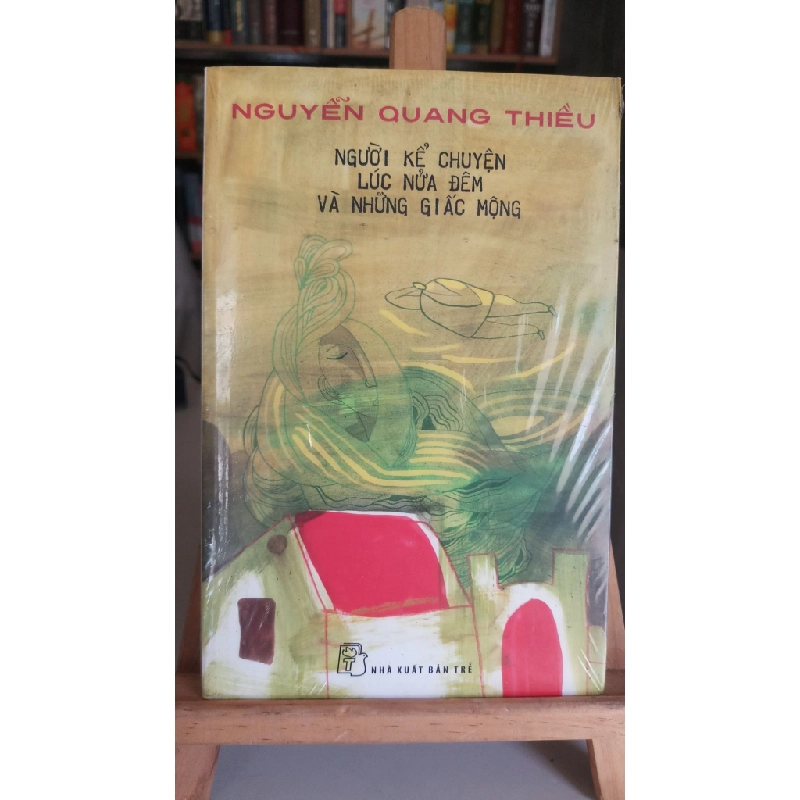 NGUYỄN QUANG THIỀU
NGƯỜI KỂ CHUYỆN
LÚC NỬA ĐÊM
VÀ NHỮNG GIẤC MỘNG
NHÀ XUẤT BẢN TRẺ